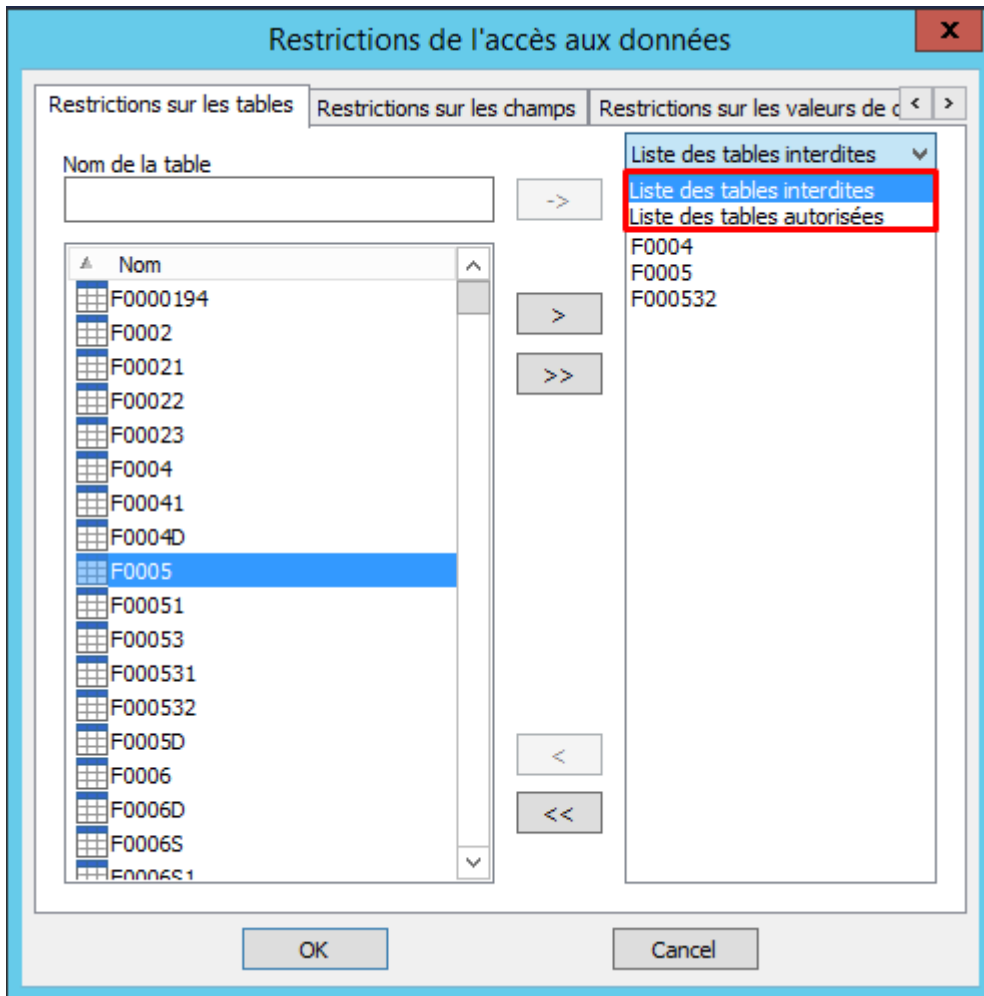 Restrictions de l'accès aux données
x
Restrictions sur les tables
Restrictions sur les champs
Restrictions sur les valeurs de c
< >
Nom de la table
->
Liste des tables interdites
Liste des tables interdites
Liste des tables autorisées
F0004
F0005
F000532
Nom
F0000194
F0002
F00021
F00022
F00023
F0004
F00041
F0004D
F0005
F00051
F00053
F000531
F000532
F0005D
F0006
F0006D
F0006S
F0006S1
>
>>
<
<<
OK
Cancel